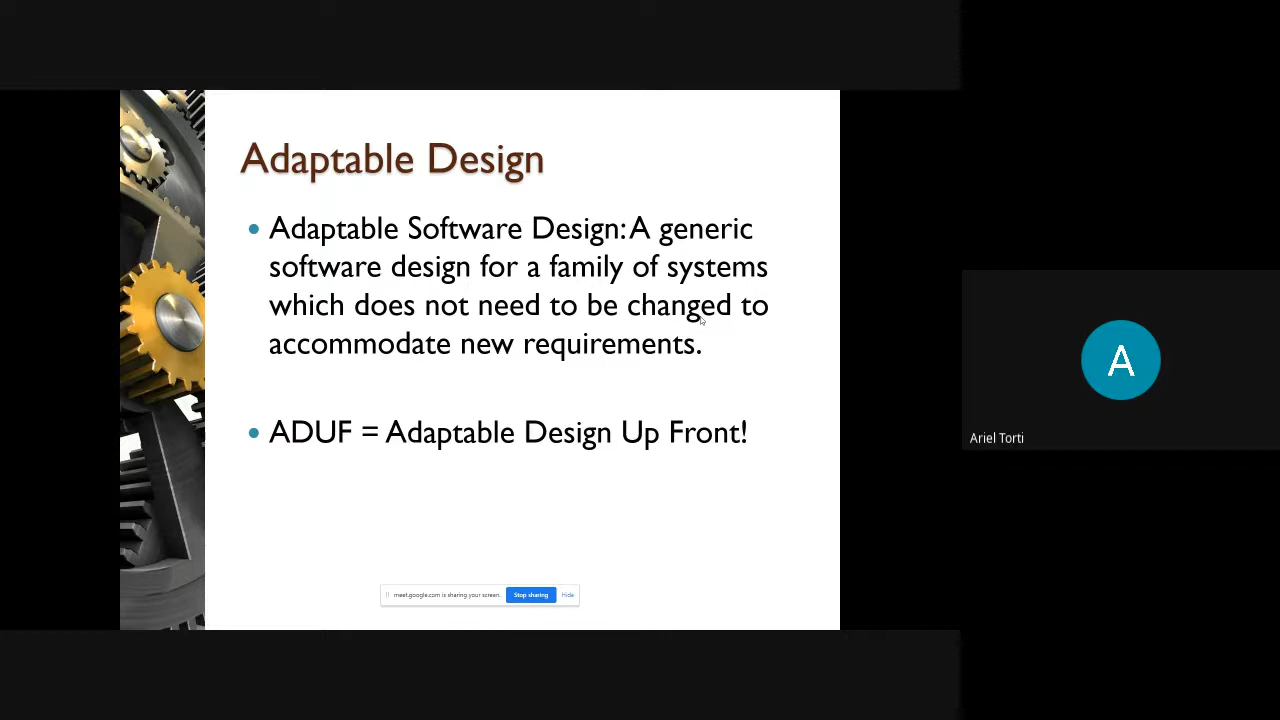 Adaptable Design
• Adaptable Software Design: A generic
software design for a family of systems
which does not need to be changed to
accommodate new requirements.
• ADUF = Adaptable Design Up Front!
meet.google.com is sharing your screen. Stop sharing Hide
A
Ariel Torti